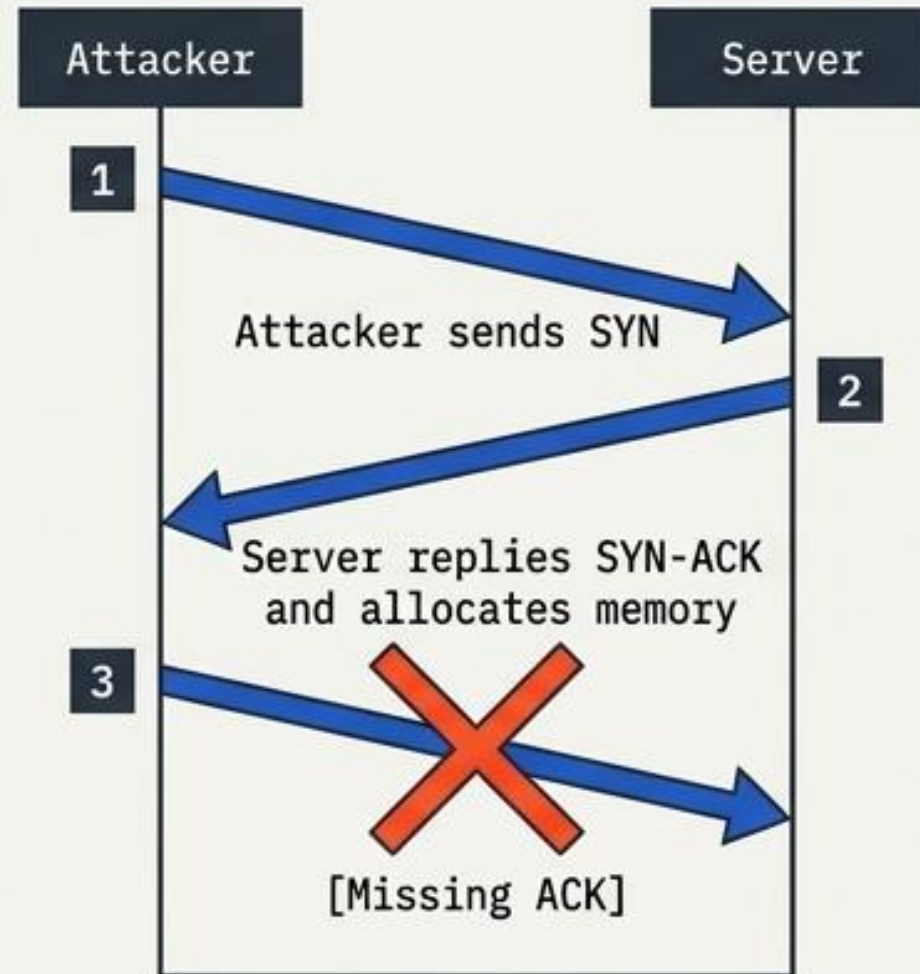 Attacker
Server
1
Attacker sends SYN
2
Server replies SYN-ACK
and allocates memory
3
[Missing ACK]